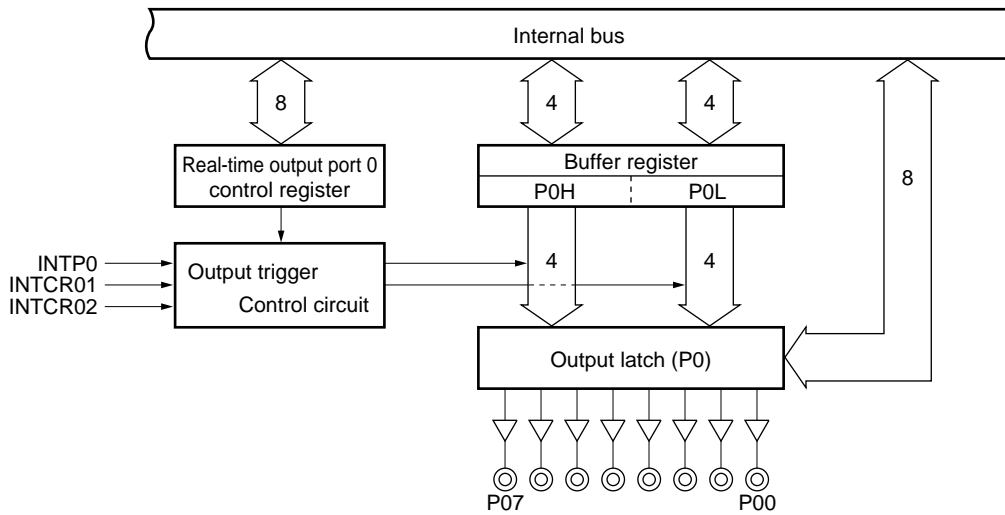 Internal bus
8
4
4
8
Real-time output port 0
control register
Buffer register
P0H
P0L
INTP0
INTCR01
INTCR02
Output trigger
Control circuit
4
4
Output latch (P0)
P07
P00